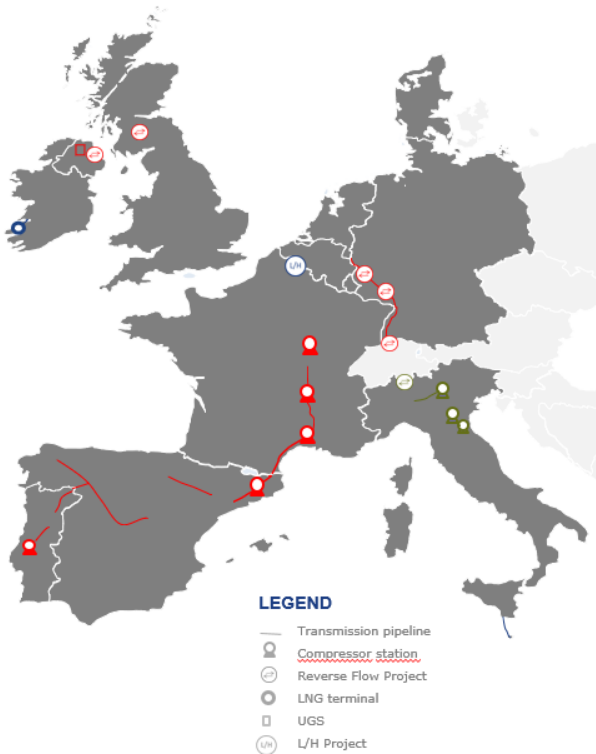 L/H
LEGEND
Transmission pipeline
Compressor station
Reverse Flow Project
LNG terminal
UGS
L/H L/H Project